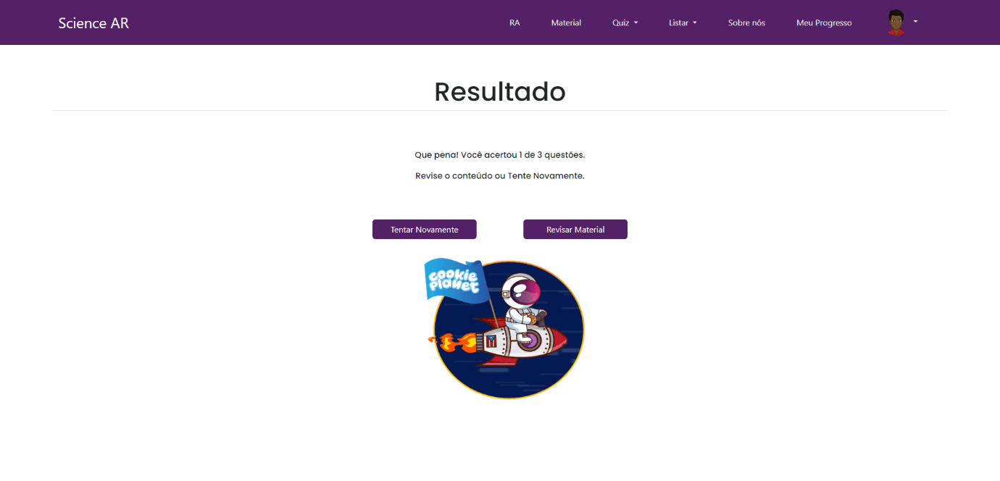 Science AR
RA
Material
Quiz
Listar
Sobre nós
Meu Progresso
Resultado
Que pena! Você acertou 1 de 3 questões.
Revise o conteúdo ou Tente Novamente.
Tentar Novamente
Revisar Material
cookie
planet